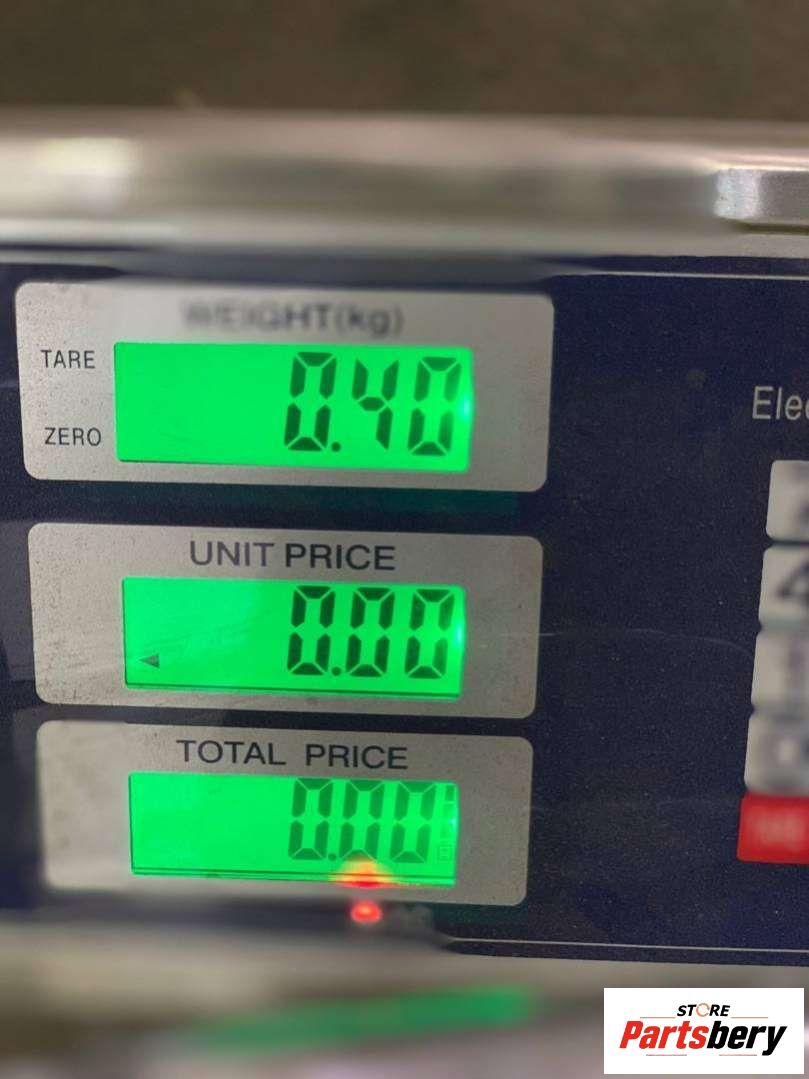 WEIGHT(kg)
TARE
0.40
ZERO
UNIT PRICE
0.00
TOTAL PRICE
0.00
STORE
Partsbery